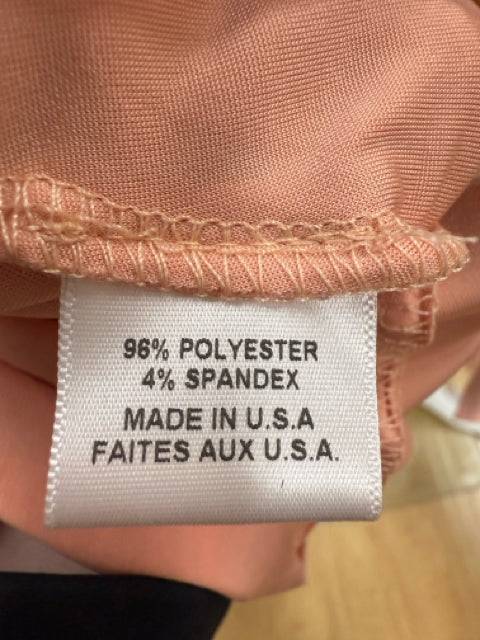 96% POLYESTER
4% SPANDEX
MADE IN U.S.A
FAITES AUX U.S.A.